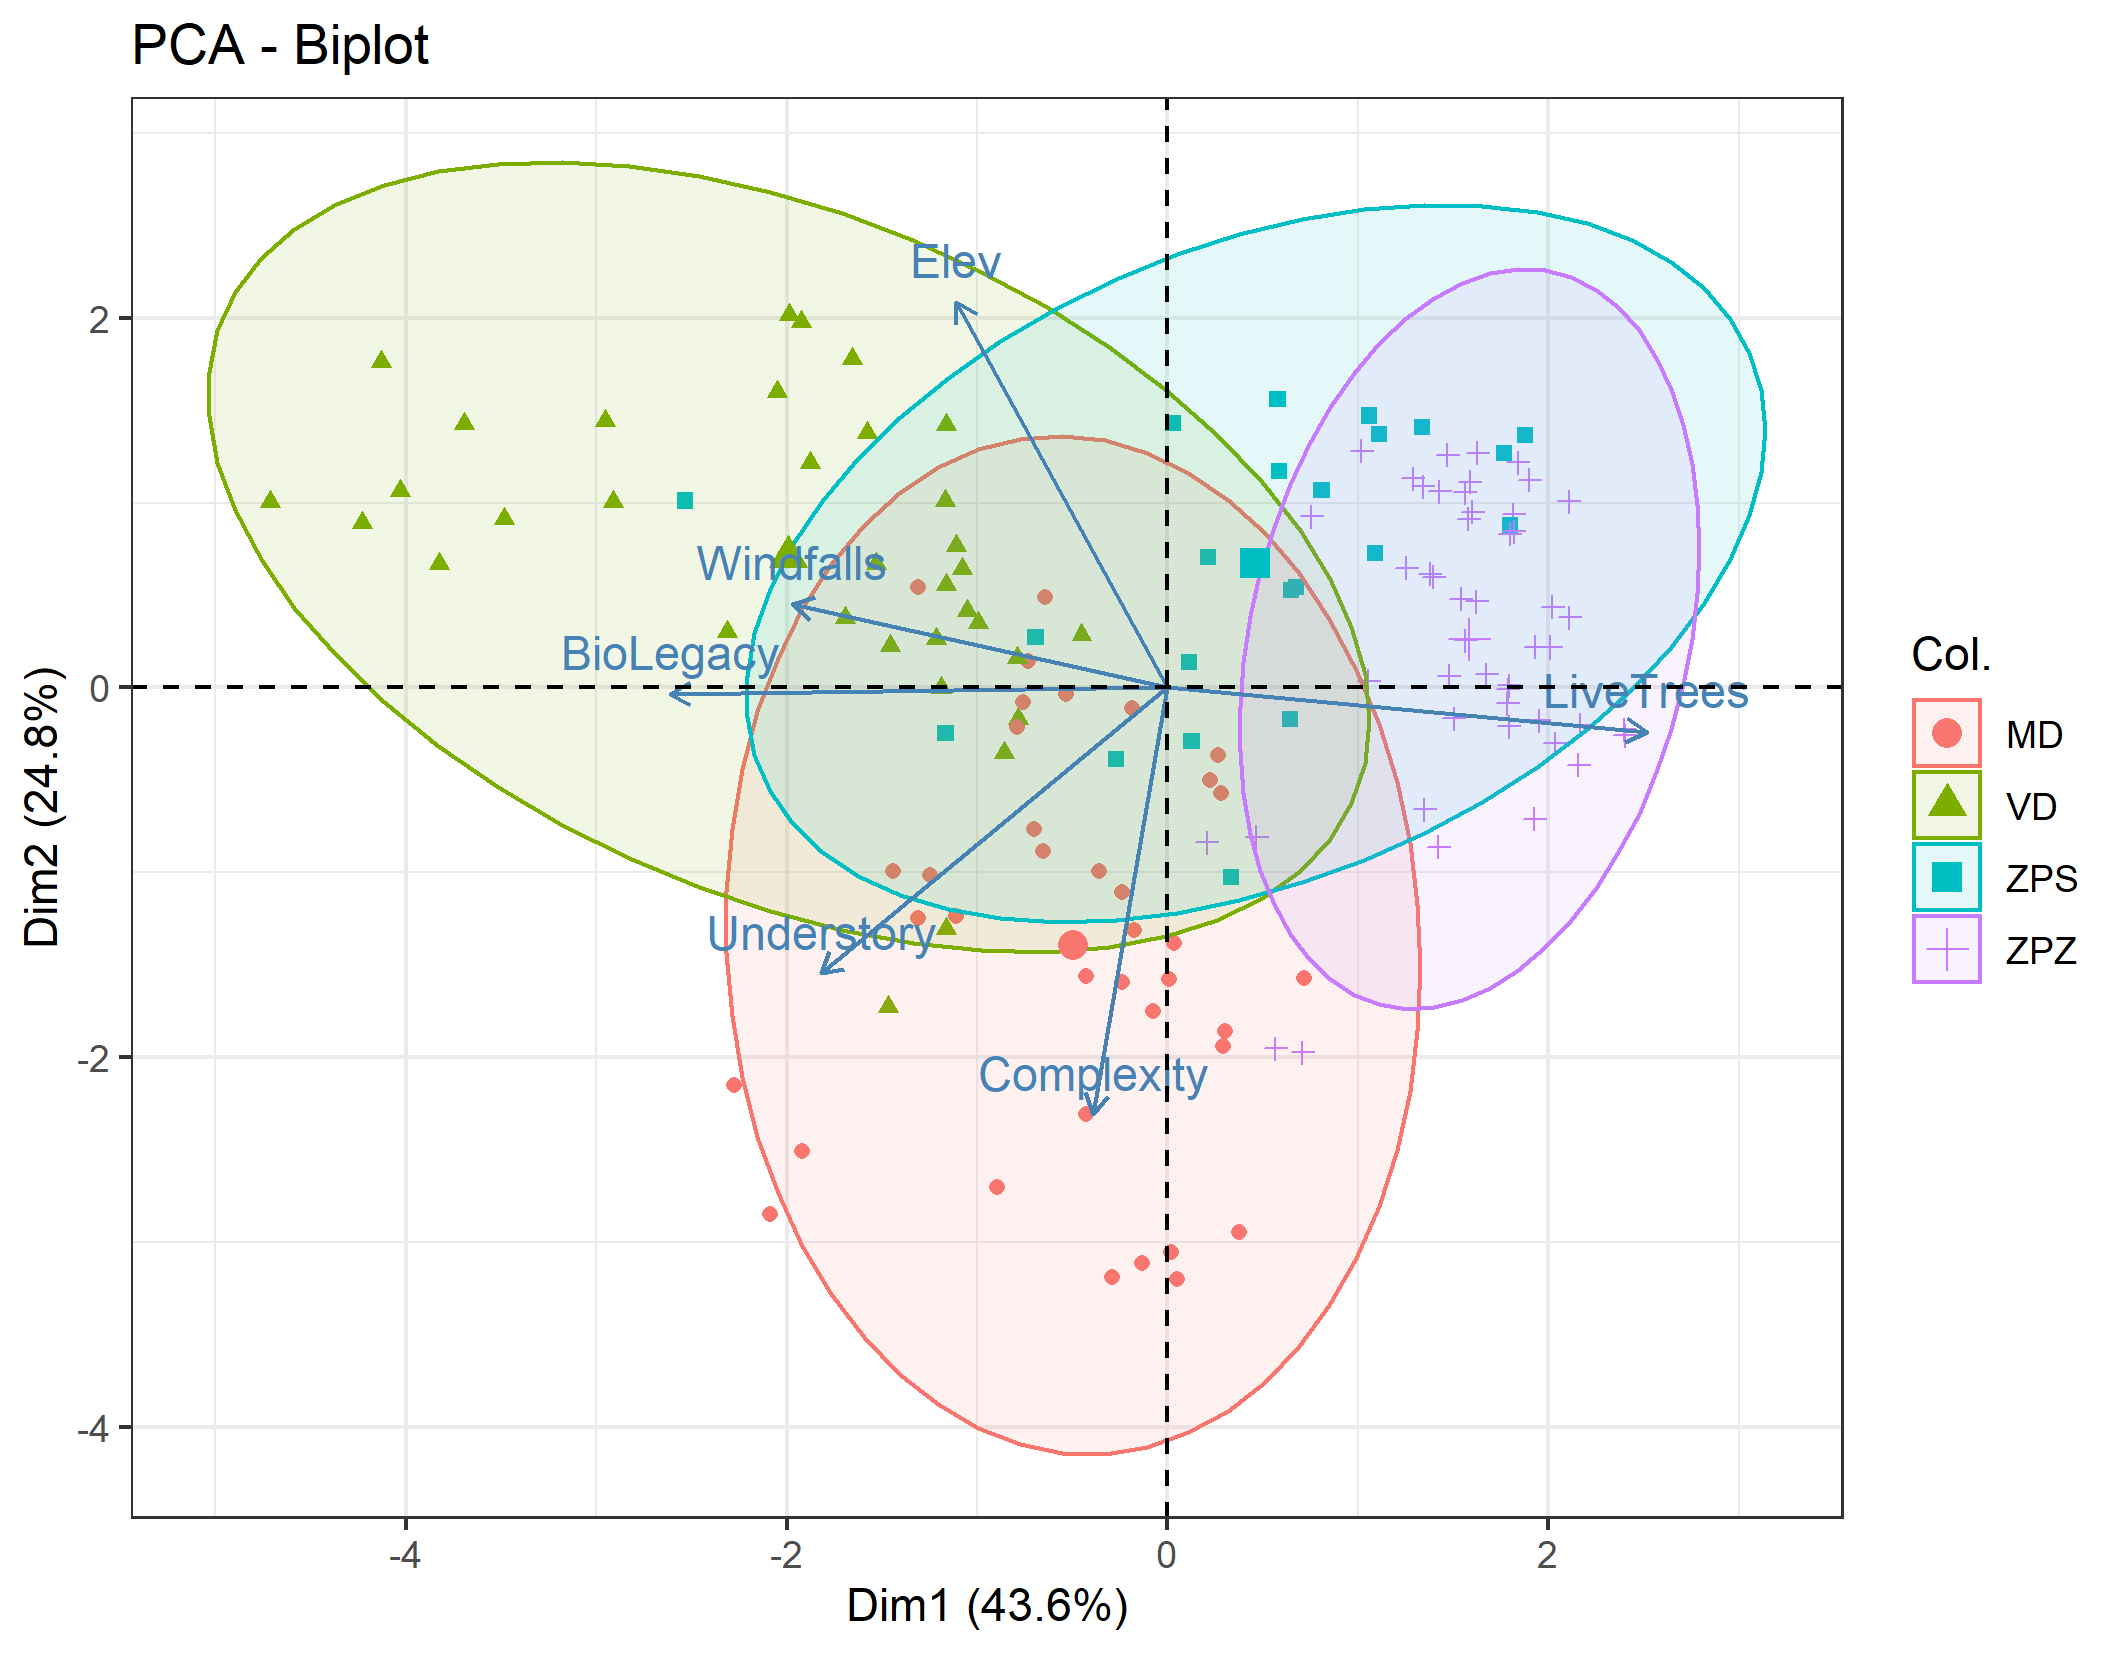 PCA - Biplot
Elev
Windfalls
BioLegacy
LiveTrees
Understory
Complexity
2
0
-2
-4
Dim2 (24.8%)
-4
-2
0
2
Dim1 (43.6%)
Col.
MD
VD
ZPS
ZPZ